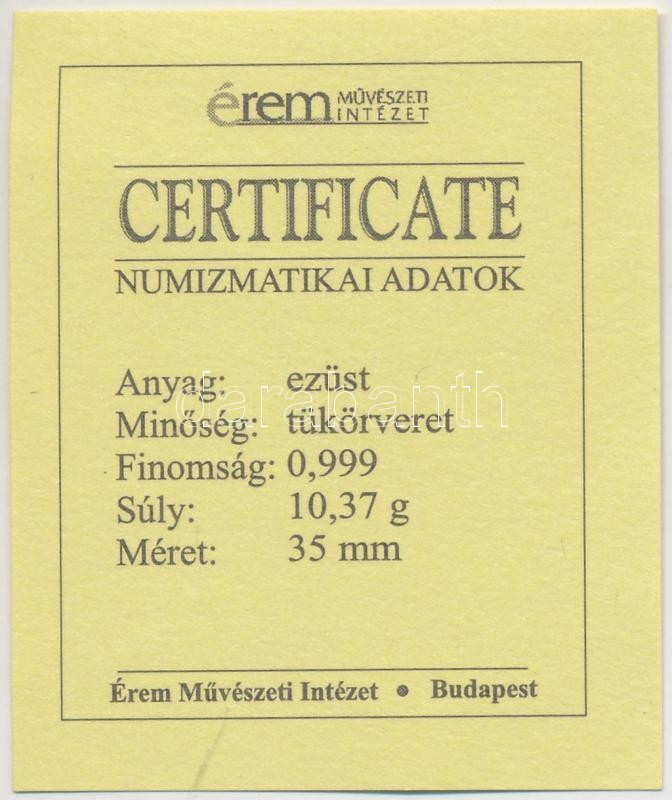 érem MŰVÉSZETI
INTÉZET
CERTIFICATE
NUMIZMATIKAI ADATOK
Anyag: ezüst
Minőség: tükörveret
Finomság: 0,999
Súly: 10,37 g
Méret: 35 mm
darabanth
Érem Művészeti Intézet • Budapest